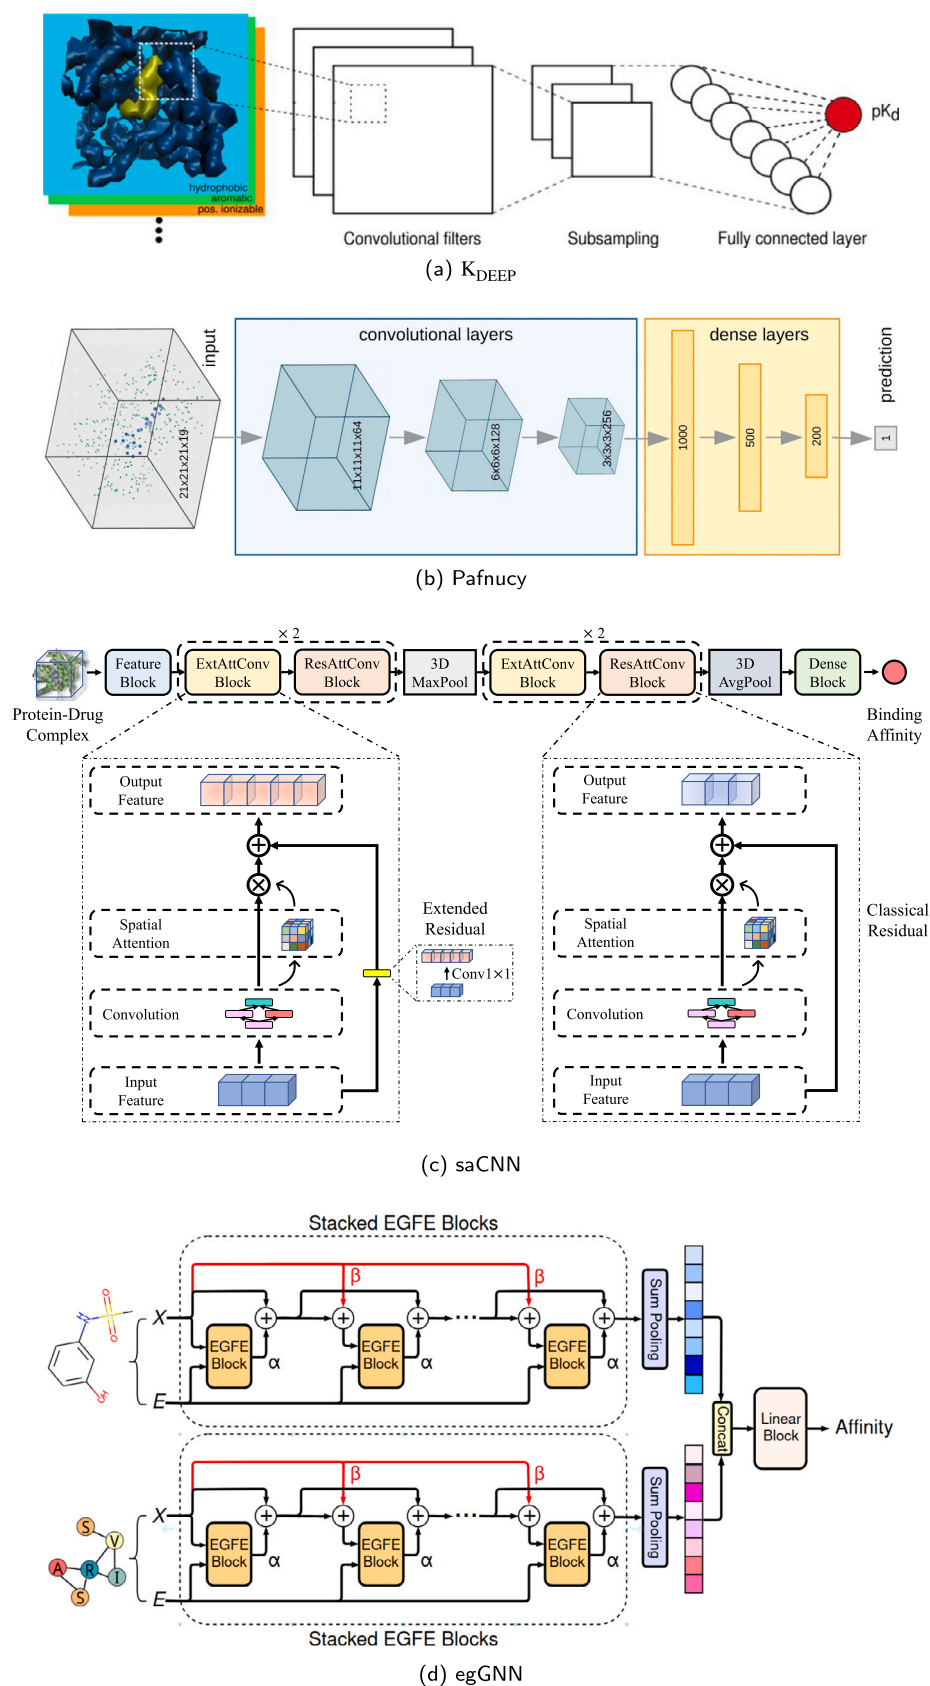 hydrophobic
aromatic
pos. ionizable
Convolutional filters
Subsampling
Fully connected layer
pKd
(a) KDEEP
input
convolutional layers
dense layers
prediction
21x21x21x19
11x11x11x64
6x6x6x128
3x3x3x256
1000
500
200
1
(b) Pafnucy
× 2
× 2
Feature Block
ExtAttConv Block
ResAttConv Block
3D MaxPool
ExtAttConv Block
ResAttConv Block
3D AvgPool
Dense Block
Protein-Drug Complex
Binding Affinity
Output Feature
Spatial Attention
Convolution
Input Feature
Extended Residual
Conv1×1
Output Feature
Spatial Attention
Convolution
Input Feature
Classical Residual
(c) saCNN
Stacked EGFE Blocks
β
β
X
E
N
H
S
O
O
OH
EGFE Block
α
EGFE Block
α
EGFE Block
α
Sum Pooling
Concat
Linear Block
Affinity
β
β
X
E
S
V
A
R
I
S
EGFE Block
α
EGFE Block
α
EGFE Block
α
Sum Pooling
Stacked EGFE Blocks
(d) egGNN